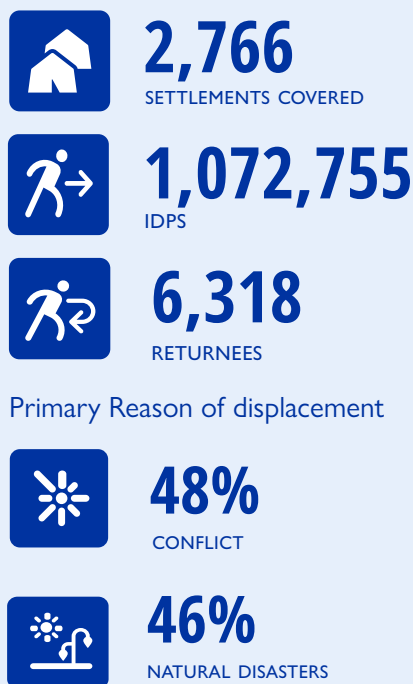 2,766
SETTLEMENTS COVERED
1,072,755
IDPS
6,318
RETURNEES
Primary Reason of displacement
48%
CONFLICT
46%
NATURAL DISASTERS